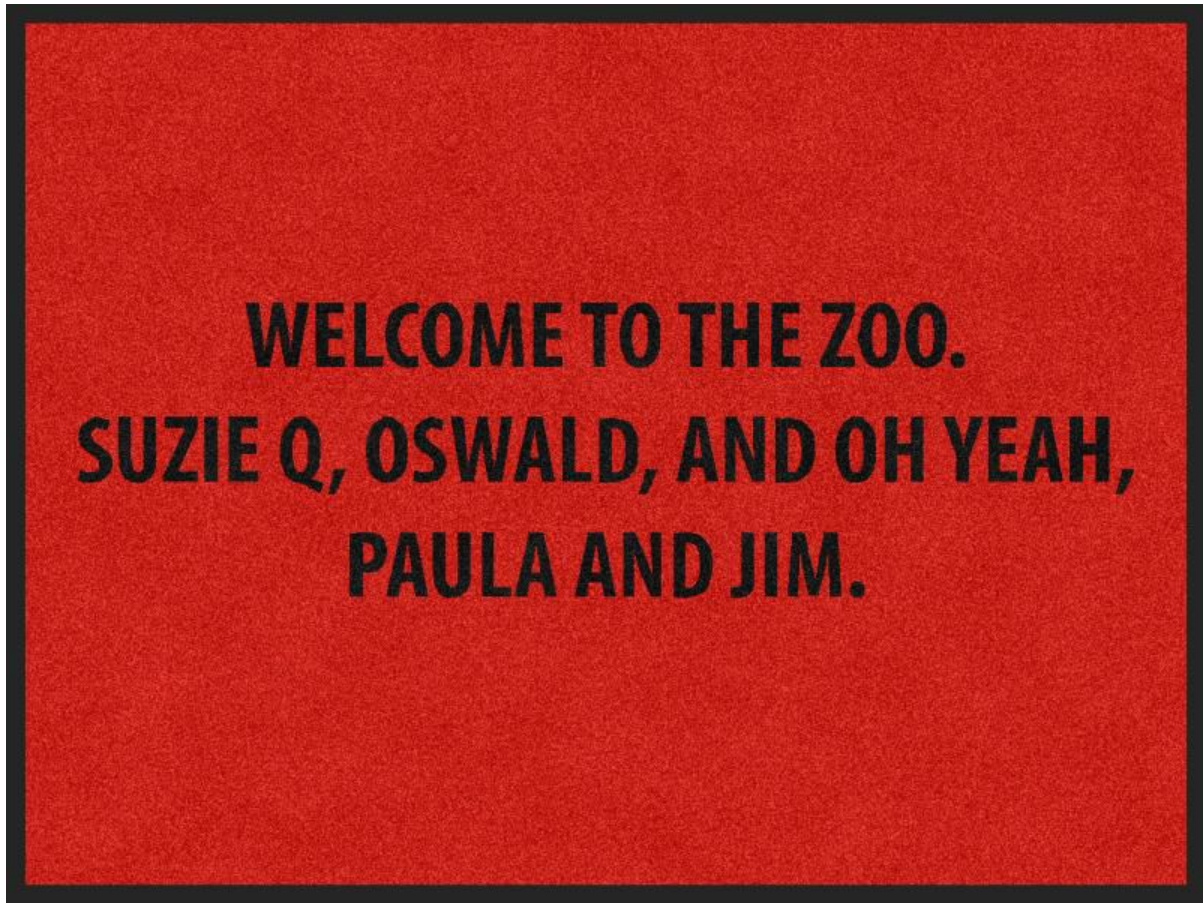 WELCOME TO THE ZOO.
SUZIE Q, OSWALD, AND OH YEAH,
PAULA AND JIM.